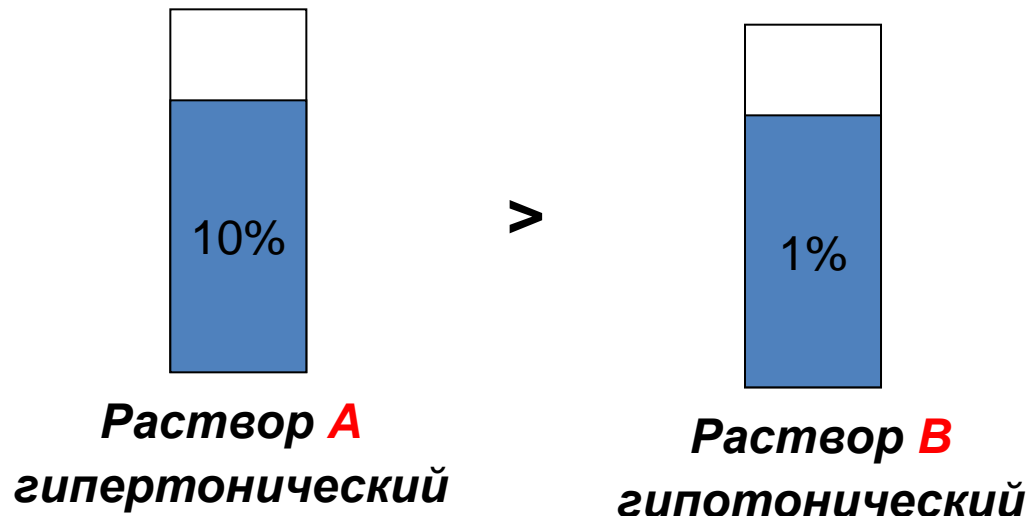 10%
>
1%
Раствор А
гипертонический
Раствор В
гипотонический